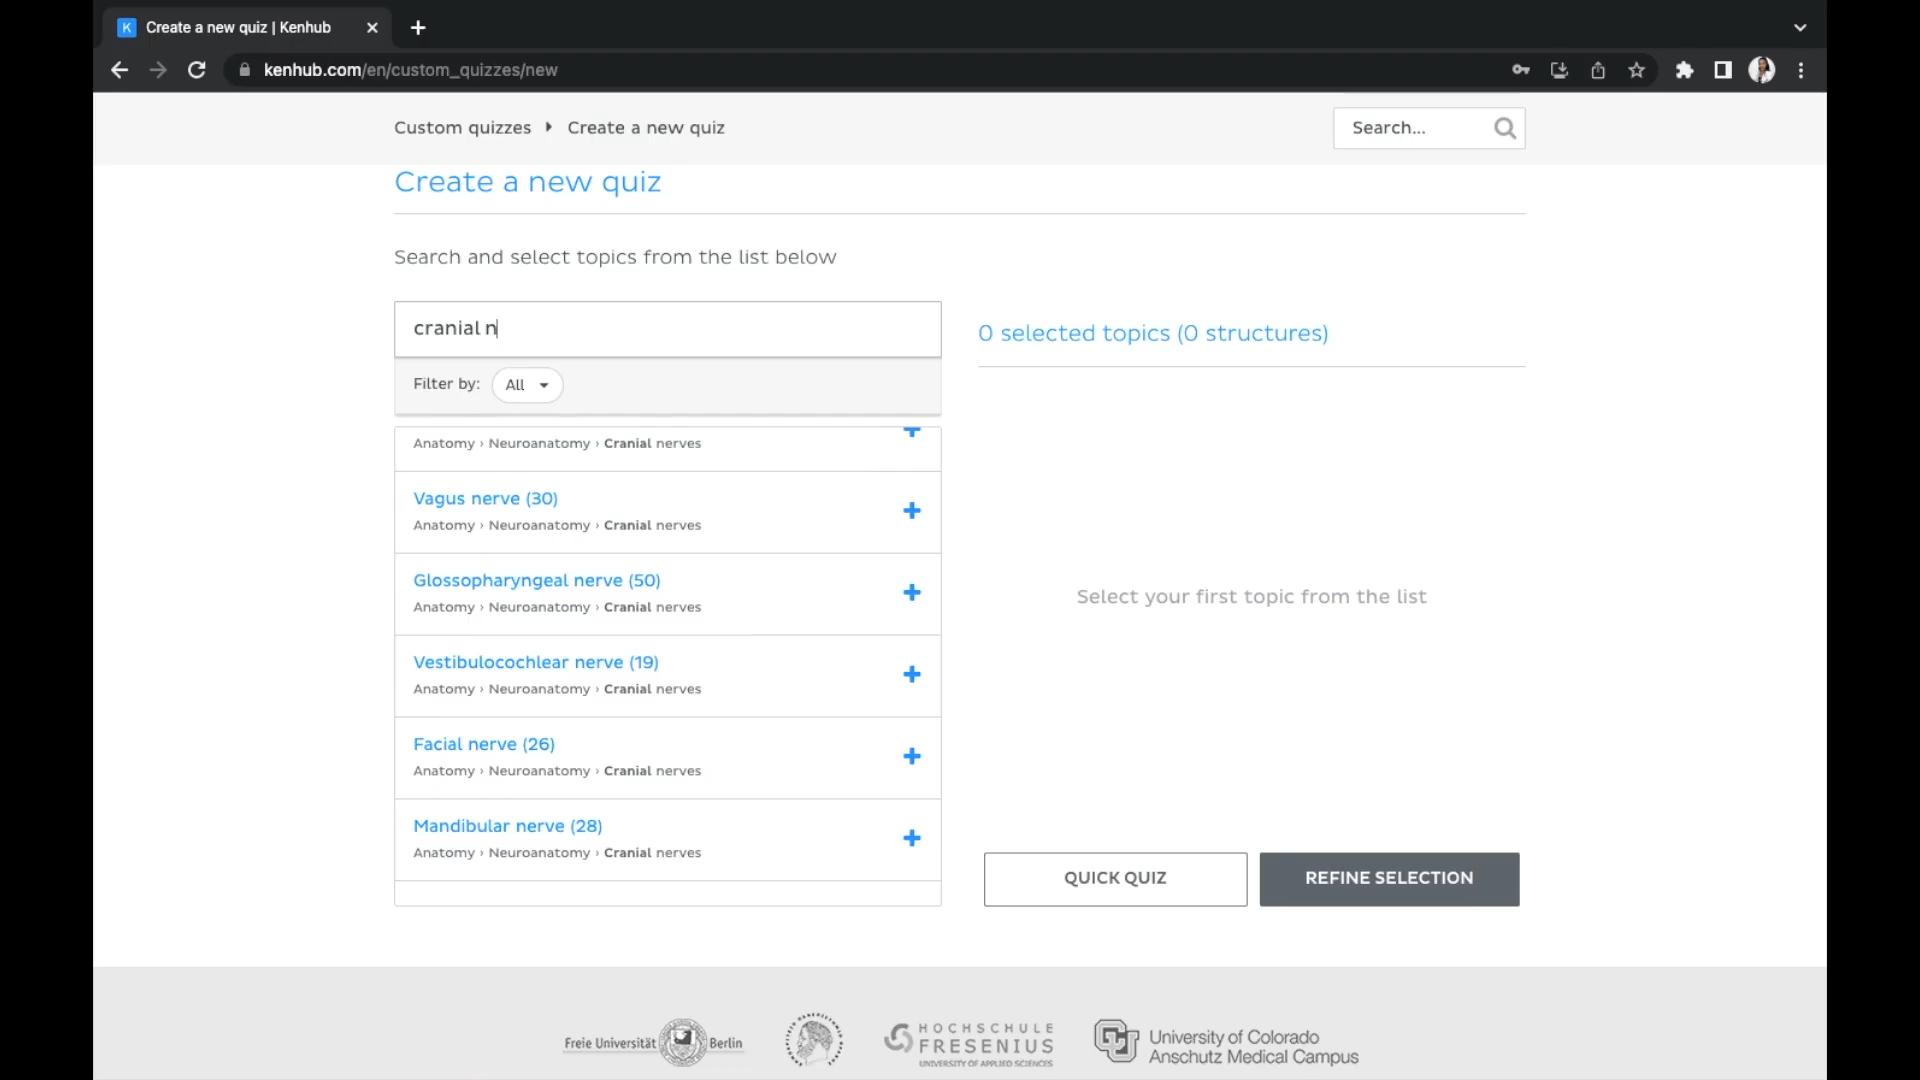 Create a new quiz | Kenhub
kenhub.com/en/custom_quizzes/new
Custom quizzes
Create a new quiz
Search...
Create a new quiz
Search and select topics from the list below
cranial n
0 selected topics (0 structures)
Filter by: All
Anatomy › Neuroanatomy › Cranial nerves
Vagus nerve (30)
Anatomy › Neuroanatomy › Cranial nerves
Glossopharyngeal nerve (50)
Anatomy › Neuroanatomy › Cranial nerves
Select your first topic from the list
Vestibulocochlear nerve (19)
Anatomy › Neuroanatomy › Cranial nerves
Facial nerve (26)
Anatomy › Neuroanatomy › Cranial nerves
Mandibular nerve (28)
Anatomy › Neuroanatomy › Cranial nerves
QUICK QUIZ
REFINE SELECTION
Freie Universität Berlin
HOCHSCHULE
FRESENIUS
UNIVERSITY OF APPLIED SCIENCES
University of Colorado
Anschutz Medical Campus